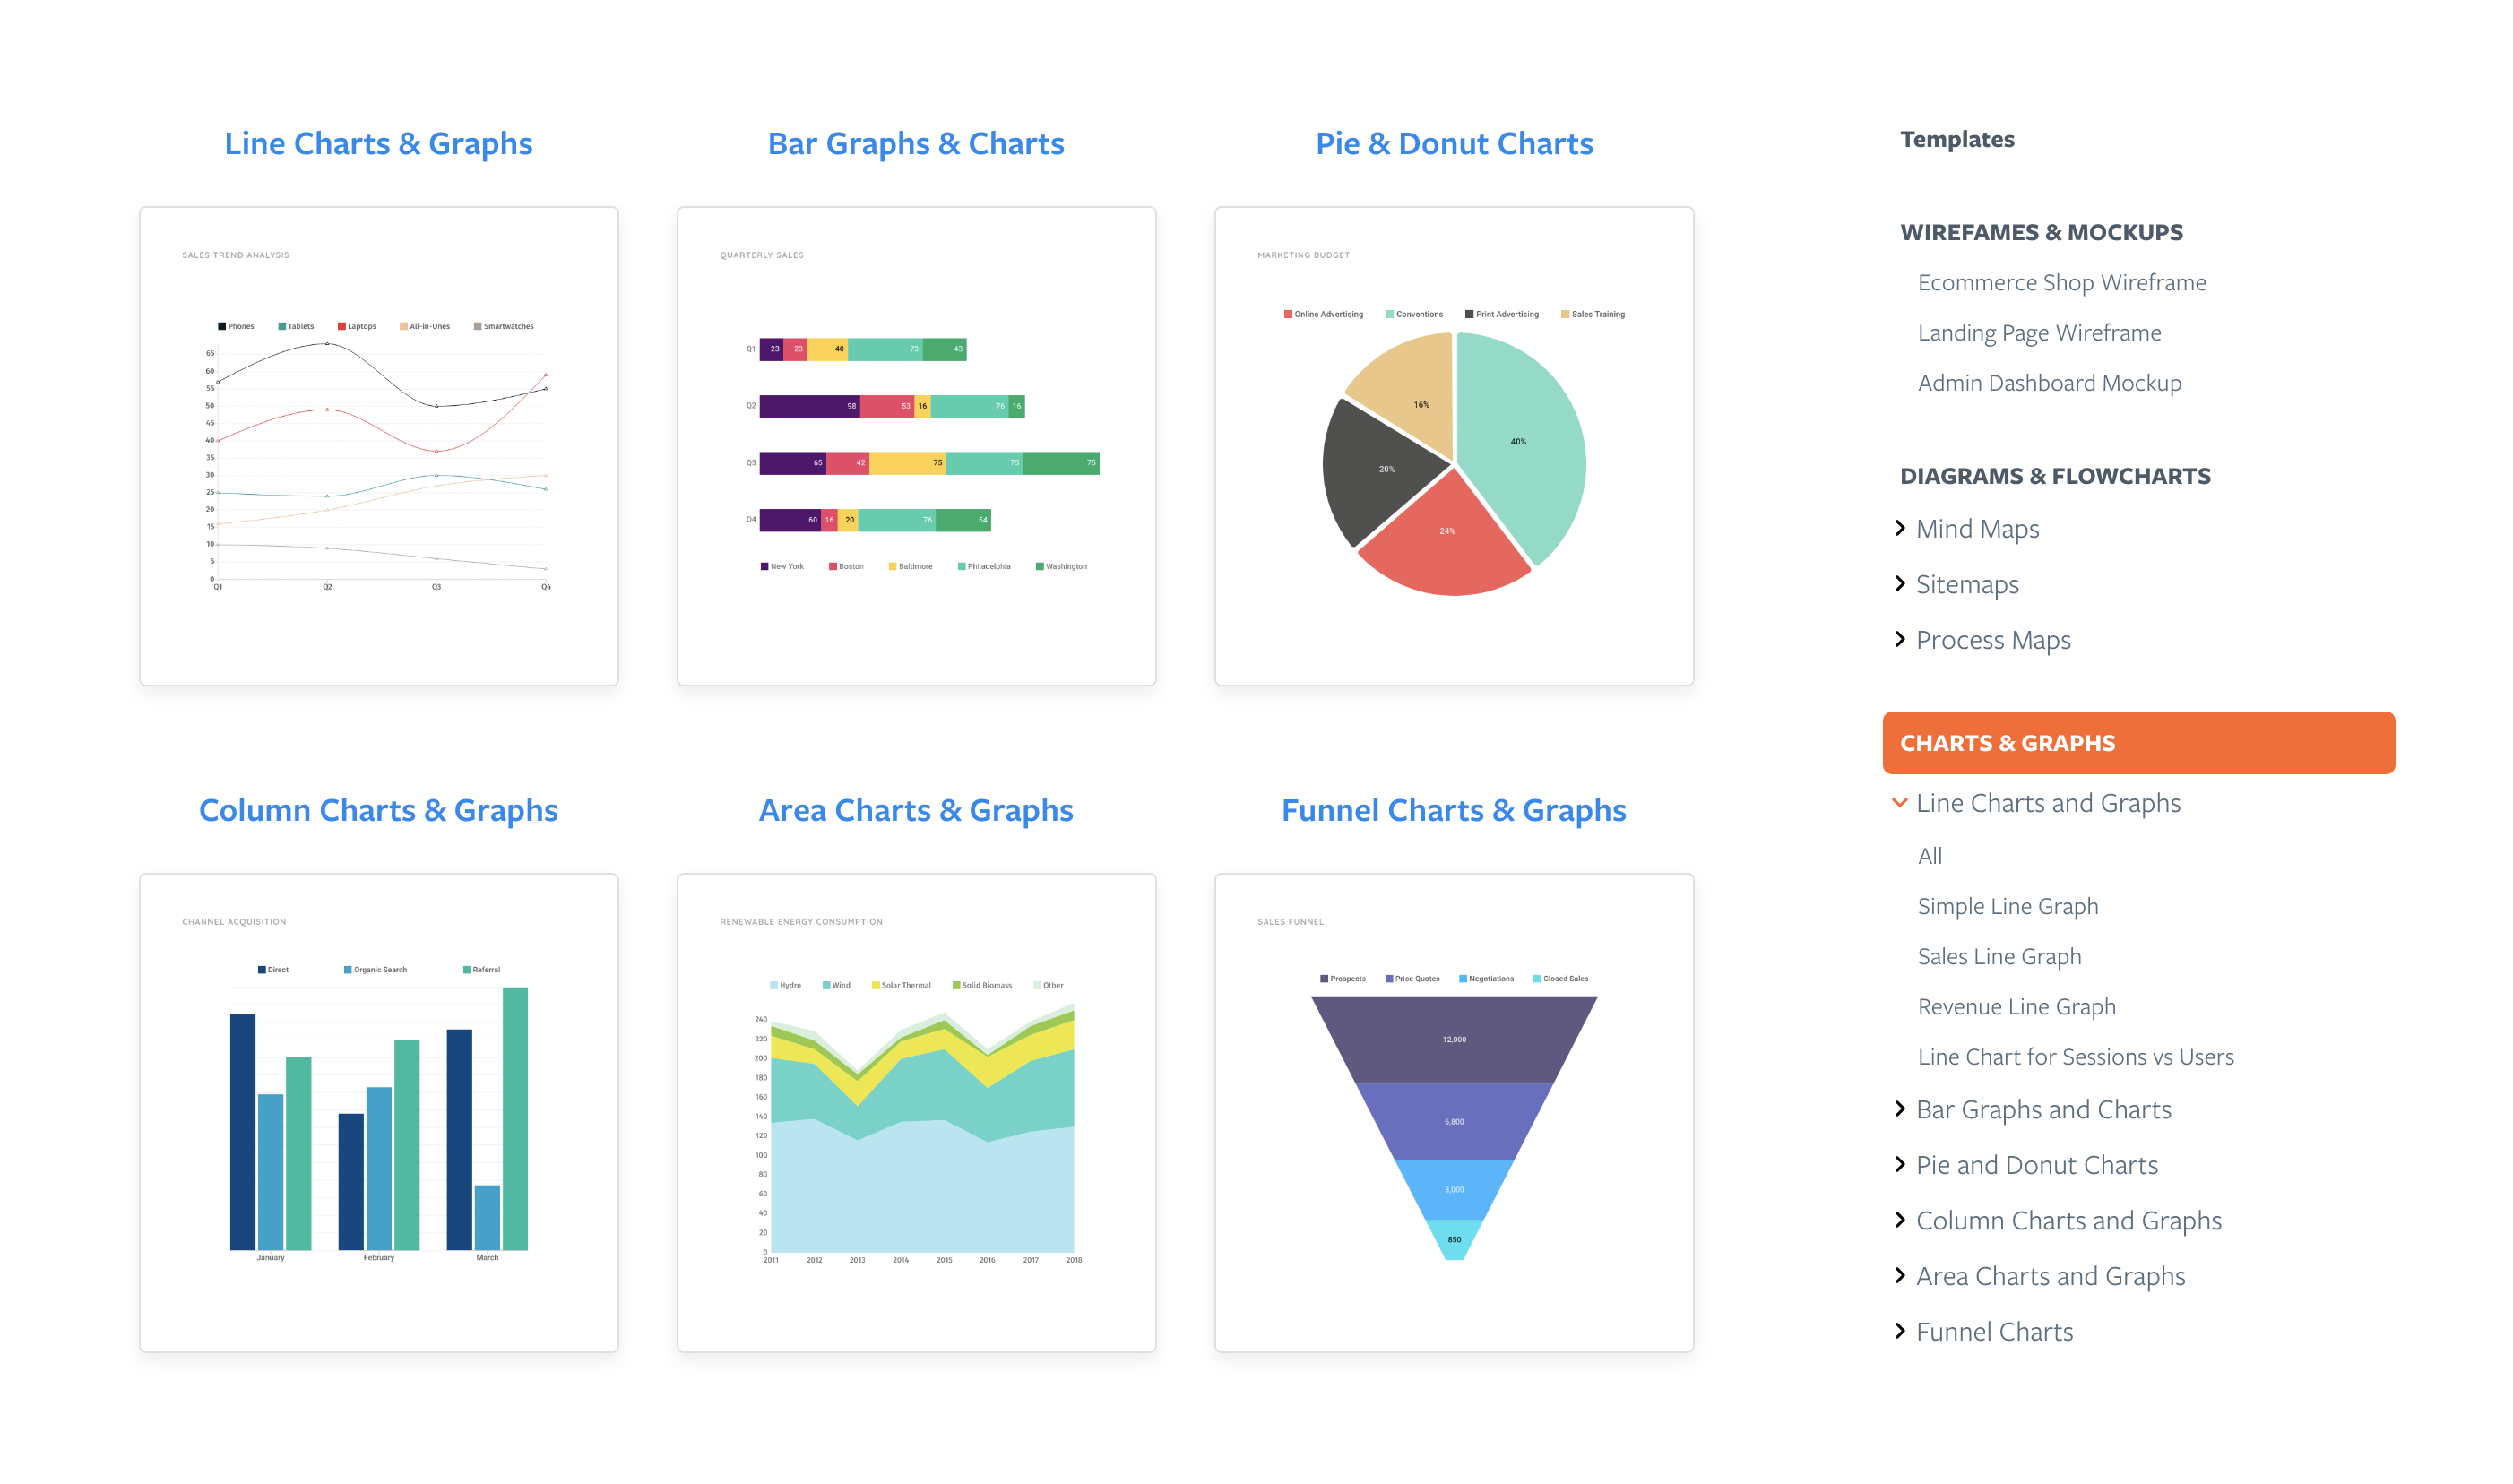 Line Charts & Graphs
SALES TREND ANALYSIS
Phones Tablets Laptops All-in-Ones Smartwatches
65
60
55
50
45
40
35
30
25
20
15
10
5
0
Q1 Q2 Q3 Q4
Bar Graphs & Charts
QUARTERLY SALES
Q1 23 23 40 73 43
Q2 98 53 16 76 16
Q3 65 42 75 75 75
Q4 60 16 20 76 54
New York Boston Baltimore Philadelphia Washington
Pie & Donut Charts
MARKETING BUDGET
Online Advertising Conventions Print Advertising Sales Training
16%
40%
20%
24%
Column Charts & Graphs
CHANNEL ACQUISITION
Direct Organic Search Referral
January February March
Area Charts & Graphs
RENEWABLE ENERGY CONSUMPTION
Hydro Wind Solar Thermal Solid Biomass Other
240
220
200
180
160
140
120
100
80
60
40
20
0
2011 2012 2013 2014 2015 2016 2017 2018
Funnel Charts & Graphs
SALES FUNNEL
Prospects Price Quotes Negotiations Closed Sales
12,000
6,800
3,000
850
Templates
WIREFAMES & MOCKUPS
Ecommerce Shop Wireframe
Landing Page Wireframe
Admin Dashboard Mockup
DIAGRAMS & FLOWCHARTS
Mind Maps
Sitemaps
Process Maps
CHARTS & GRAPHS
Line Charts and Graphs
All
Simple Line Graph
Sales Line Graph
Revenue Line Graph
Line Chart for Sessions vs Users
Bar Graphs and Charts
Pie and Donut Charts
Column Charts and Graphs
Area Charts and Graphs
Funnel Charts